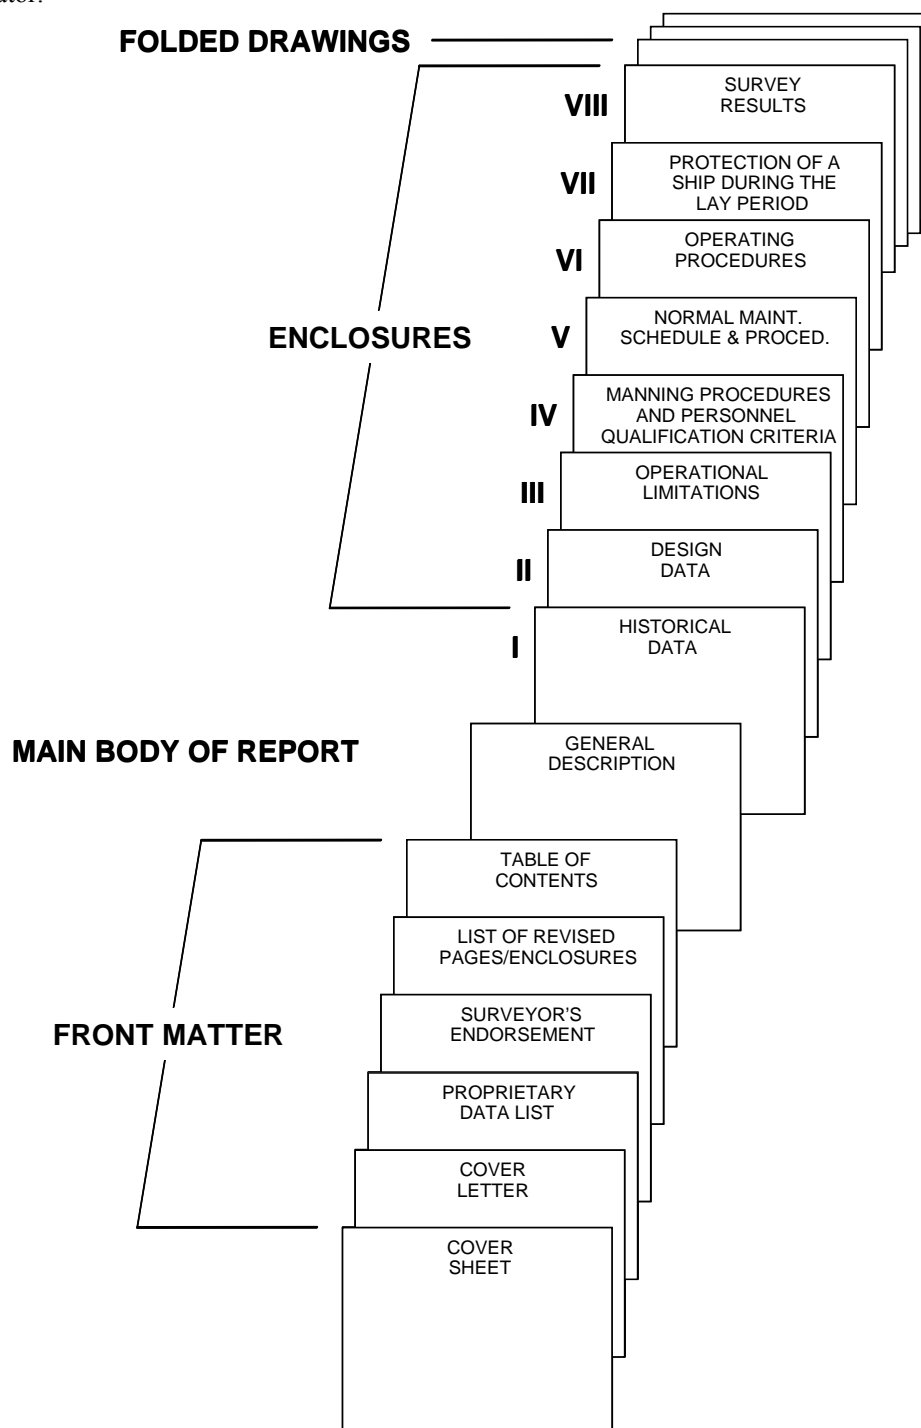 FOLDED DRAWINGS
SURVEY
RESULTS
VIII
PROTECTION OF A
SHIP DURING THE
LAY PERIOD
VII
OPERATING
PROCEDURES
VI
NORMAL MAINT.
SCHEDULE & PROCED.
V
ENCLOSURES
MANNING PROCEDURES
AND PERSONNEL
QUALIFICATION CRITERIA
IV
OPERATIONAL
LIMITATIONS
III
DESIGN
DATA
II
HISTORICAL
DATA
I
MAIN BODY OF REPORT
GENERAL
DESCRIPTION
TABLE OF
CONTENTS
LIST OF REVISED
PAGES/ENCLOSURES
SURVEYOR'S
ENDORSEMENT
FRONT MATTER
PROPRIETARY
DATA LIST
COVER
LETTER
COVER
SHEET